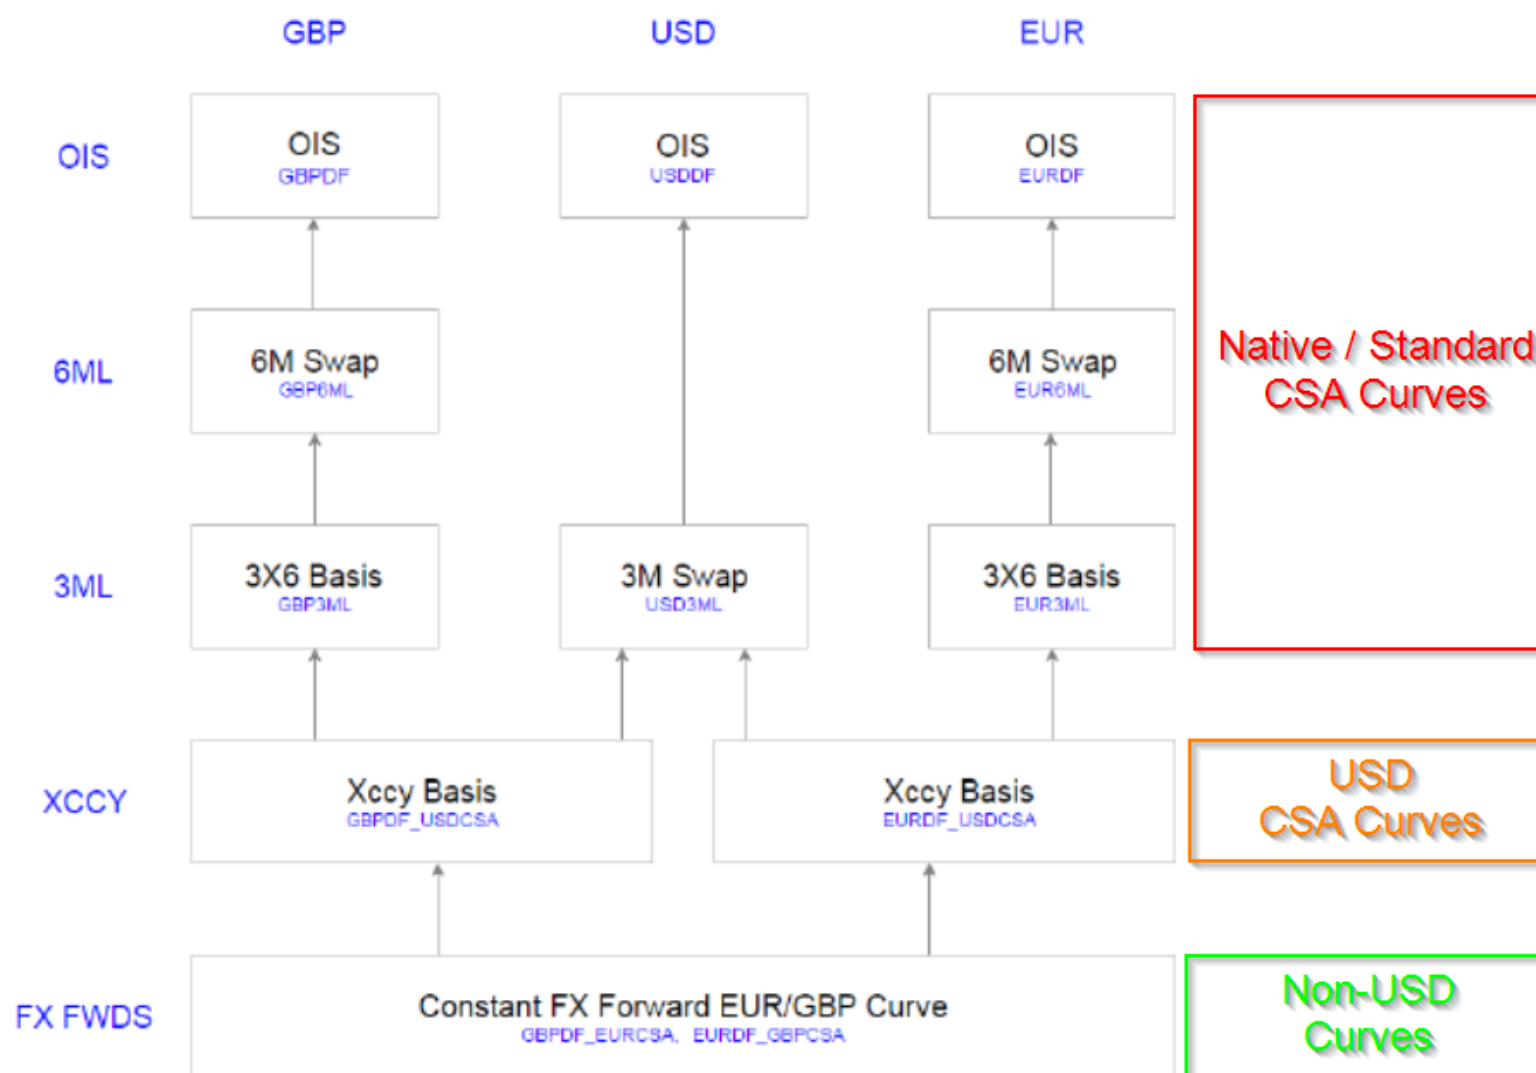 GBP
USD
EUR
OIS
OIS
GBPDF
OIS
USDDF
OIS
EURDF
6ML
6M Swap
GBP6ML
6M Swap
EUR6ML
Native / Standard
CSA Curves
3ML
3X6 Basis
GBP3ML
3M Swap
USD3ML
3X6 Basis
EUR3ML
XCCY
Xccy Basis
GBPDF_USDCSA
Xccy Basis
EURDF_USDCSA
USD
CSA Curves
FX FWDS
Constant FX Forward EUR/GBP Curve
GBPDF_EURCSA, EURDF_GBPCSA
Non-USD
Curves